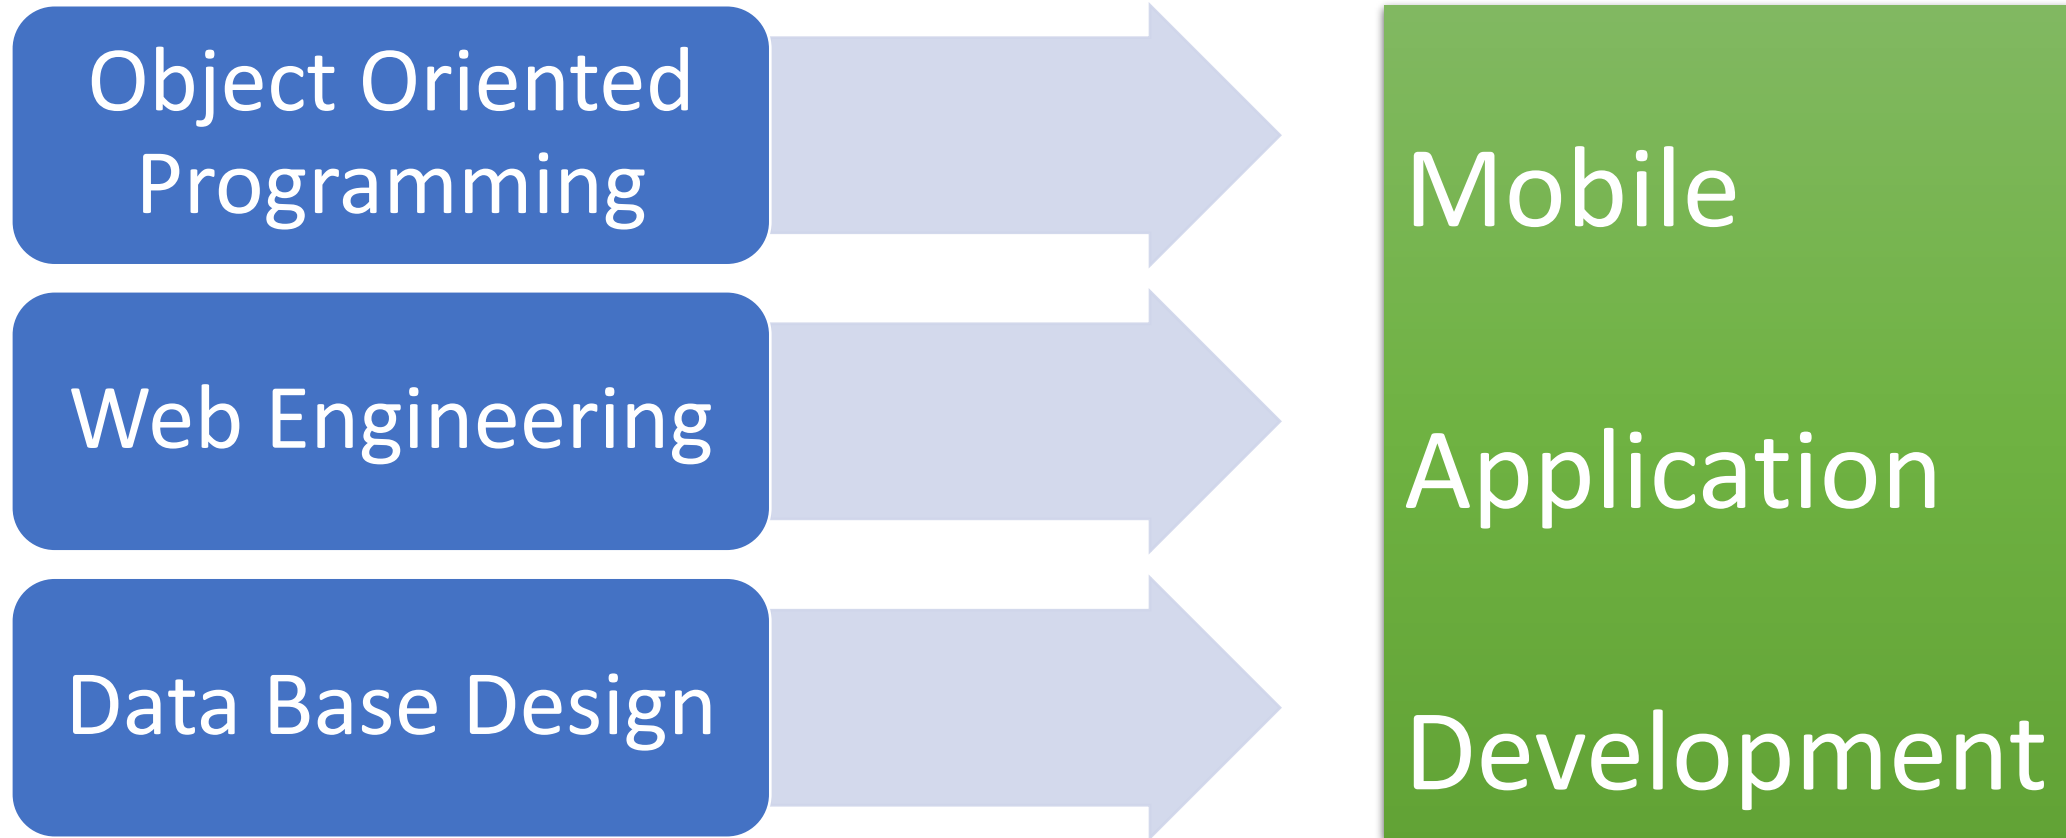 Object Oriented
Programming
Web Engineering
Data Base Design
Mobile
Application
Development